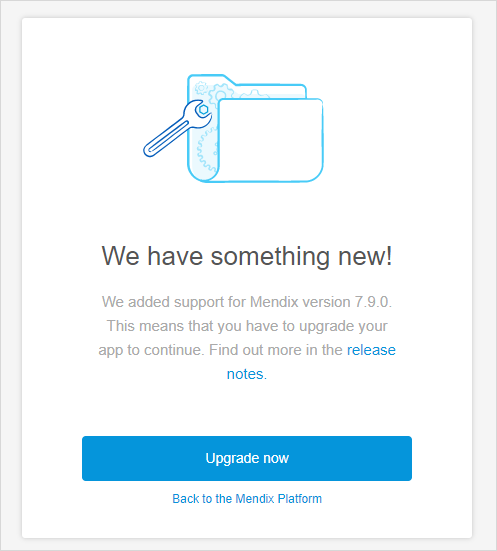 We have something new!
We added support for Mendix version 7.9.0.
This means that you have to upgrade your
app to continue. Find out more in the release
notes.
Upgrade now
Back to the Mendix Platform